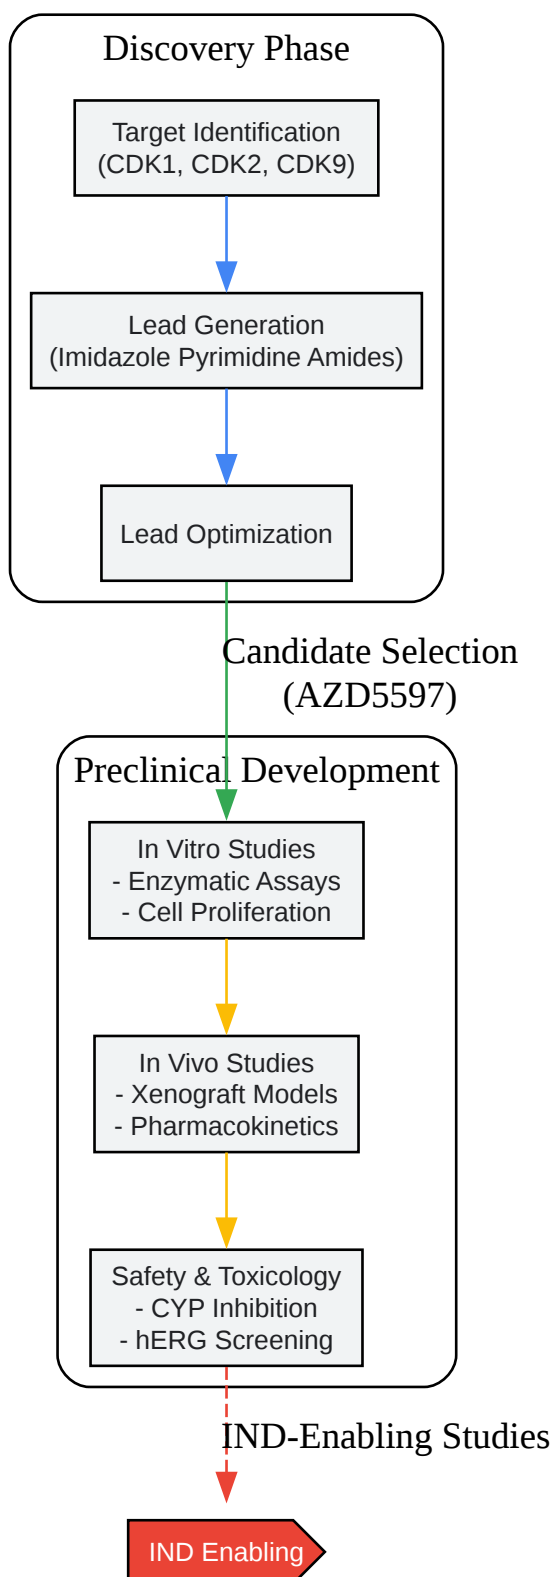 Discovery Phase
Target Identification
(CDK1, CDK2, CDK9)
Lead Generation
(Imidazole Pyrimidine Amides)
Lead Optimization
Candidate Selection
(AZD5597)
Preclinical Development
In Vitro Studies
- Enzymatic Assays
- Cell Proliferation
In Vivo Studies
- Xenograft Models
- Pharmacokinetics
Safety & Toxicology
- CYP Inhibition
- hERG Screening
IND-Enabling Studies
IND Enabling